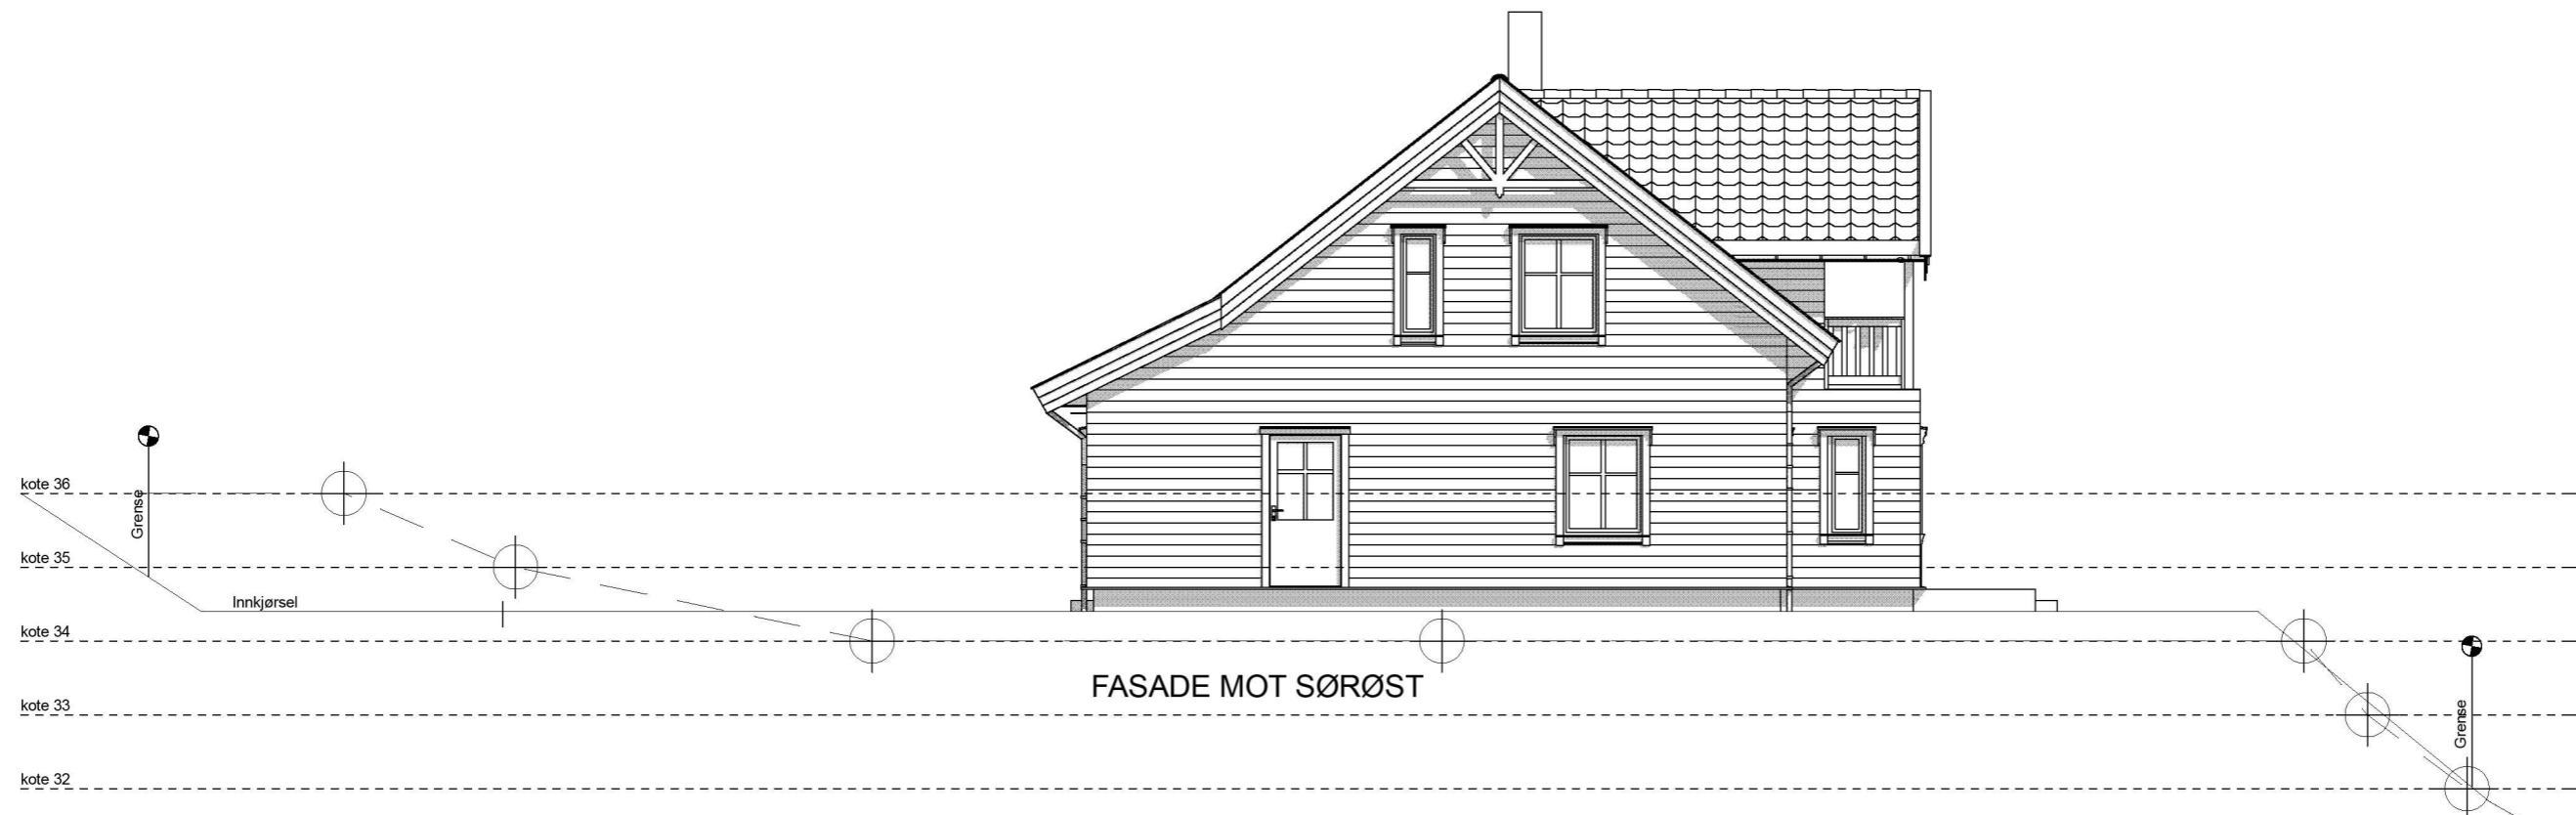 kote 36
Grense
kote 35
Innkjørsel
kote 34
FASADE MOT SØRØST
kote 33
Grense
kote 32